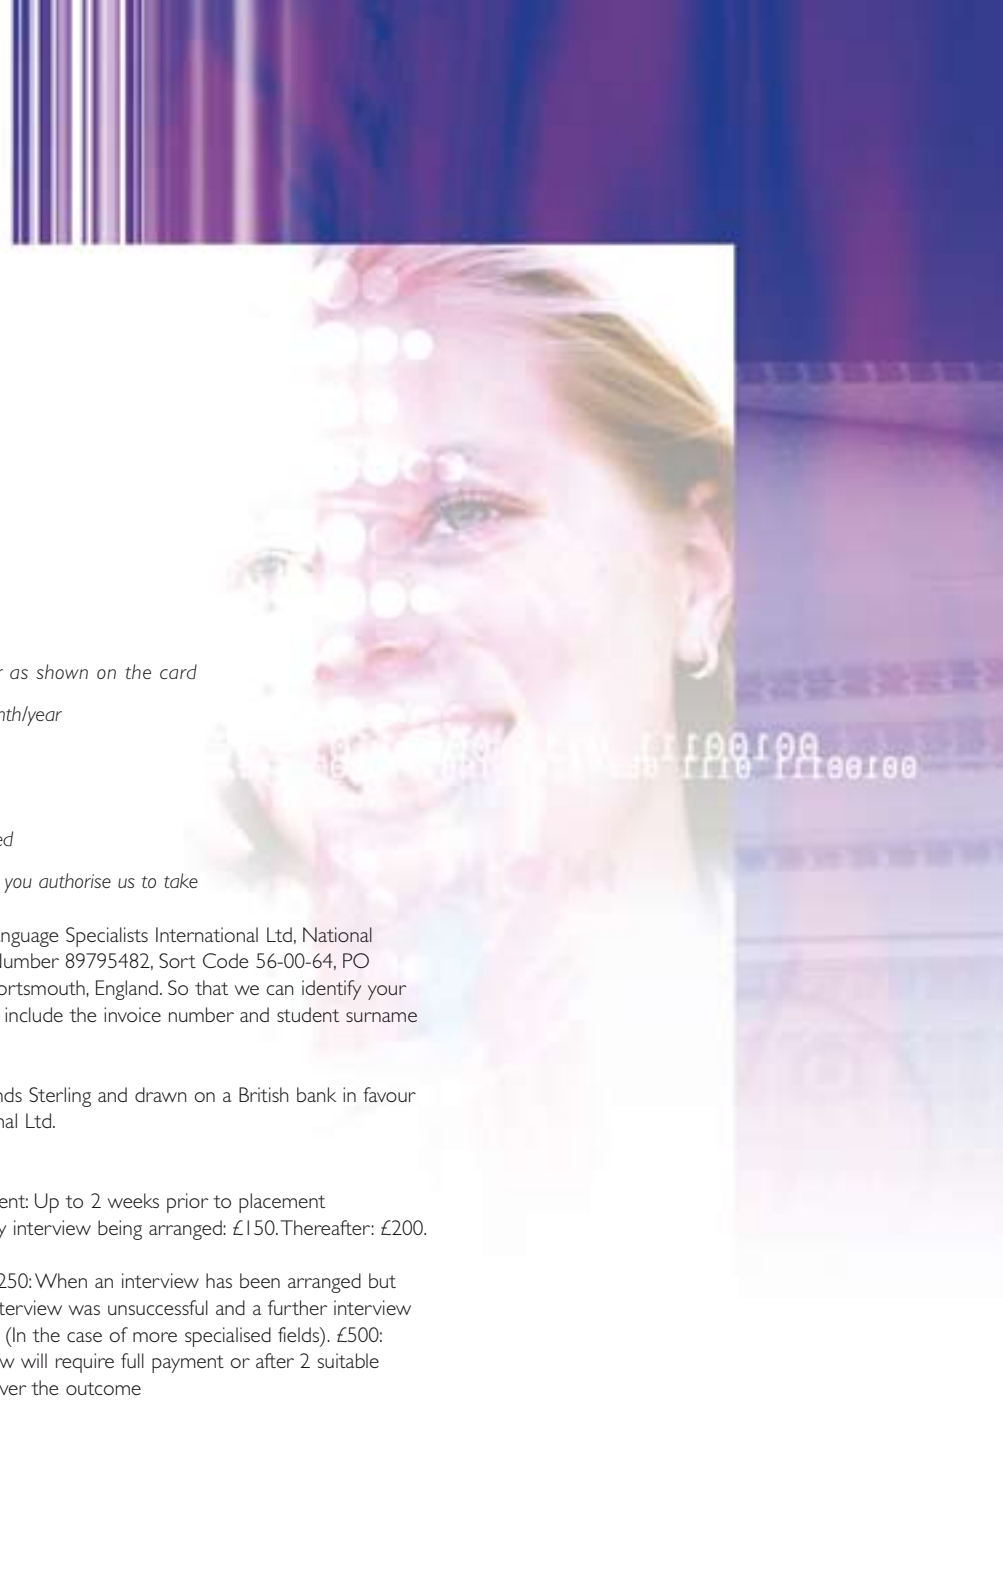 r as shown on the card
nth/year
ed
you authorise us to take
nguage Specialists International Ltd, National
Number 89795482, Sort Code 56-00-64, PO
ortsmouth, England. So that we can identify your
include the invoice number and student surname
nds Sterling and drawn on a British bank in favour
nal Ltd.
ent: Up to 2 weeks prior to placement
y interview being arranged: £150. Thereafter: £200.
250: When an interview has been arranged but
terview was unsuccessful and a further interview
(In the case of more specialised fields). £500:
w will require full payment or after 2 suitable
ver the outcome